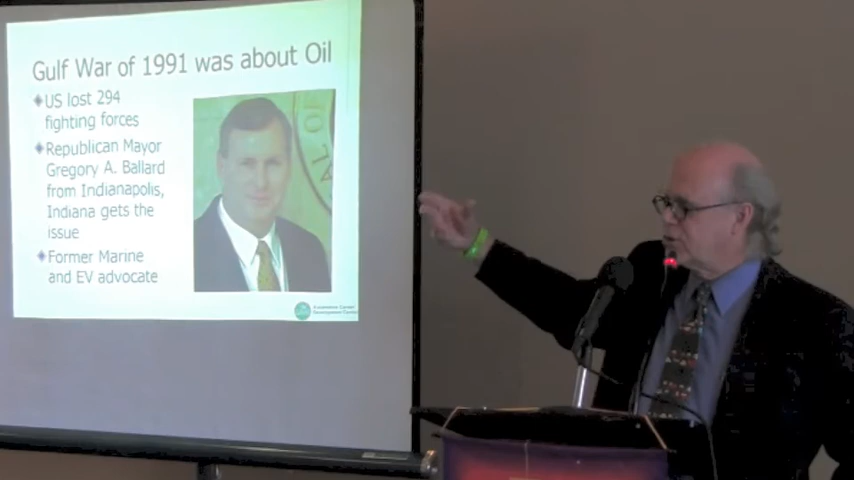 Gulf War of 1991 was about Oil
US lost 294
fighting forces
Republican Mayor
Gregory A. Ballard
from Indianapolis,
Indiana gets the
issue
Former Marine
and EV advocate